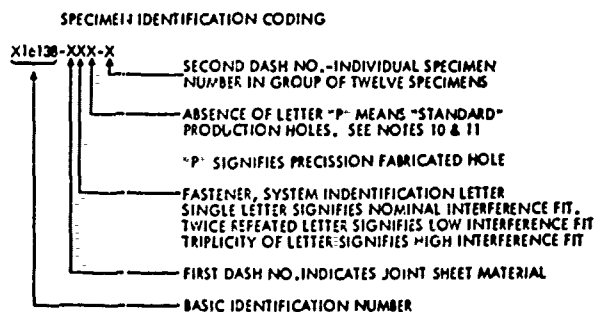 SPECIMEN IDENTIFICATION CODING
X1c138-XXX-X
SECOND DASH NO.-INDIVIDUAL SPECIMEN
NUMBER IN GROUP OF TWELVE SPECIMENS
ABSENCE OF LETTER "P" MEANS "STANDARD"
PRODUCTION HOLES. SEE NOTES 10 & 11
"P" SIGNIFIES PRECISSION FABRICATED HOLE
FASTENER, SYSTEM INDENTIFICATION LETTER
SINGLE LETTER SIGNIFIES NOMINAL INTERFERENCE FIT.
TWICE REPEATED LETTER SIGNIFIES LOW INTERFERENCE FIT
TRIPLICITY OF LETTER SIGNIFIES HIGH INTERFERENCE FIT
FIRST DASH NO. INDICATES JOINT SHEET MATERIAL
BASIC IDENTIFICATION NUMBER